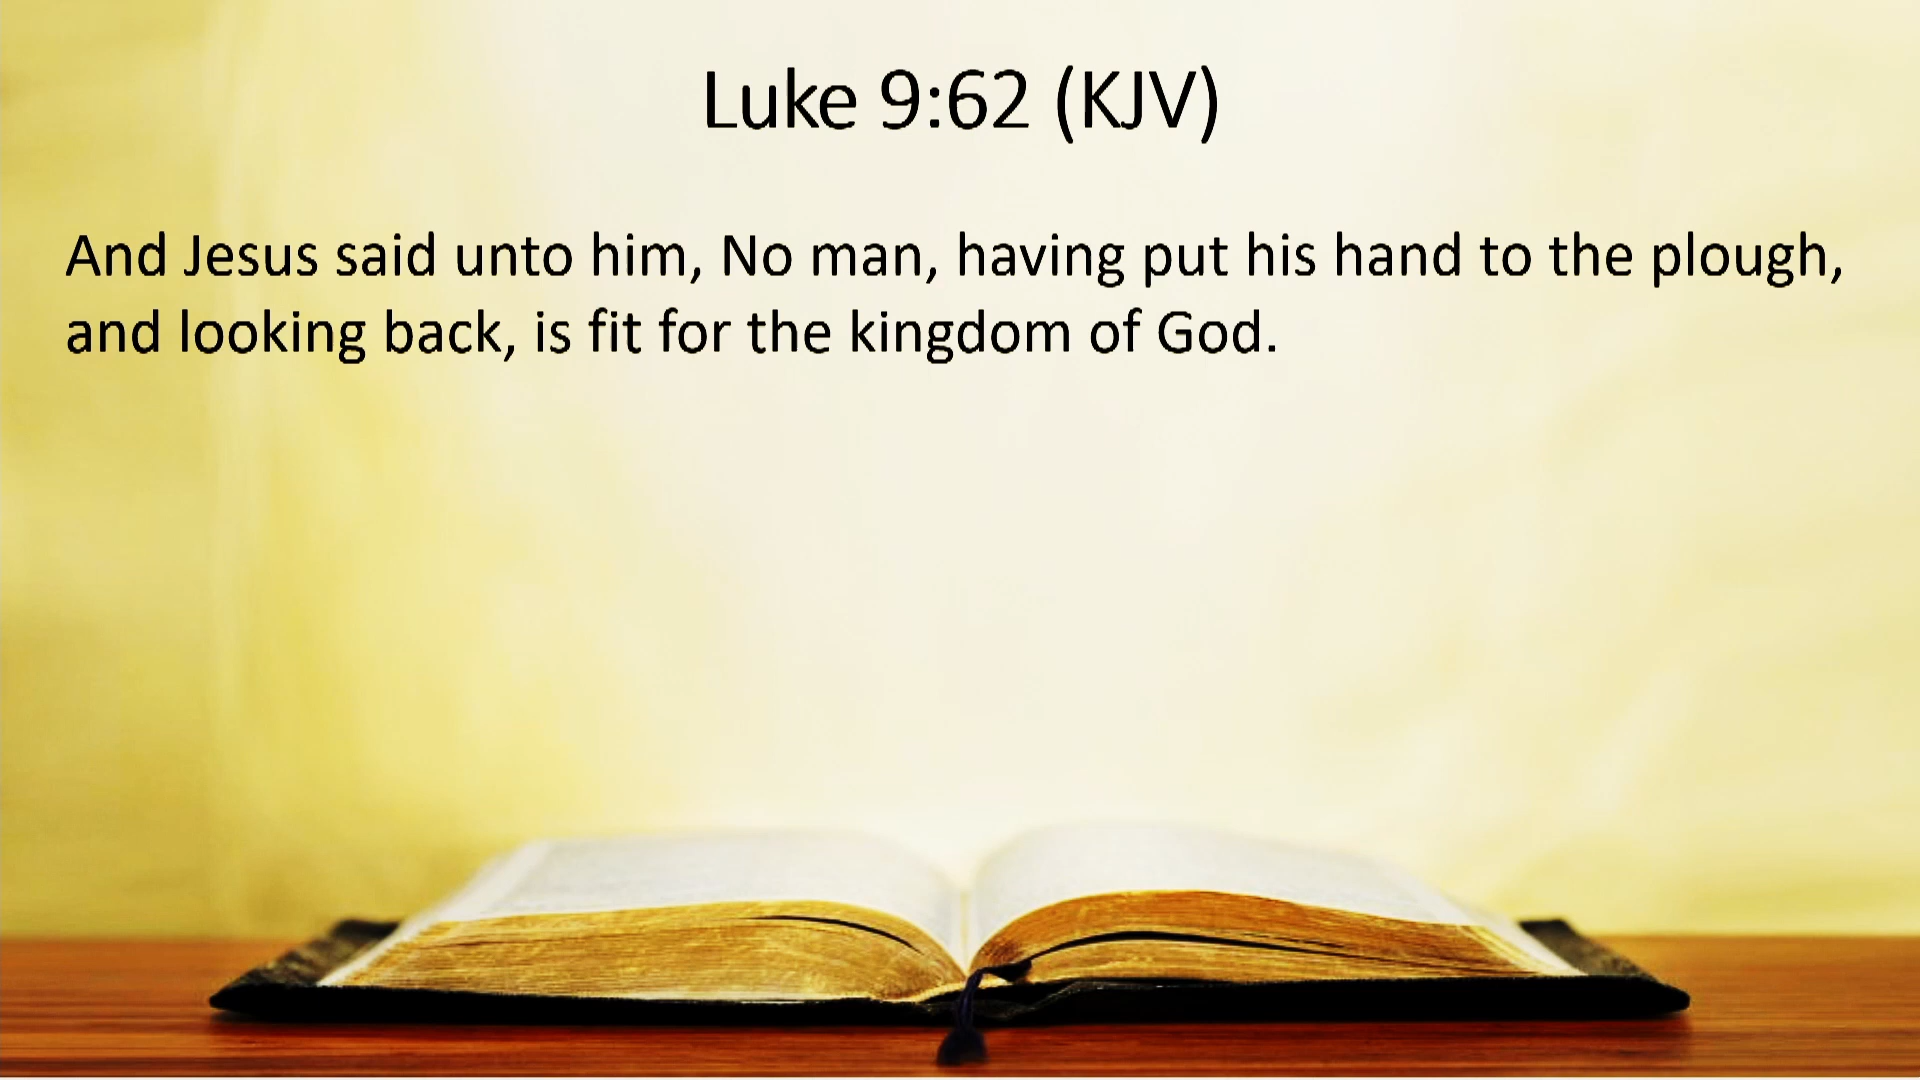 Luke 9:62 (KJV)
And Jesus said unto him, No man, having put his hand to the plough,
and looking back, is fit for the kingdom of God.